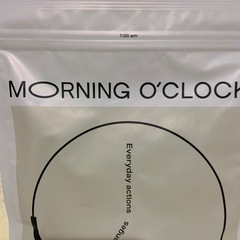 7:00 am
MORNING O'CLOCK
Everyday actions